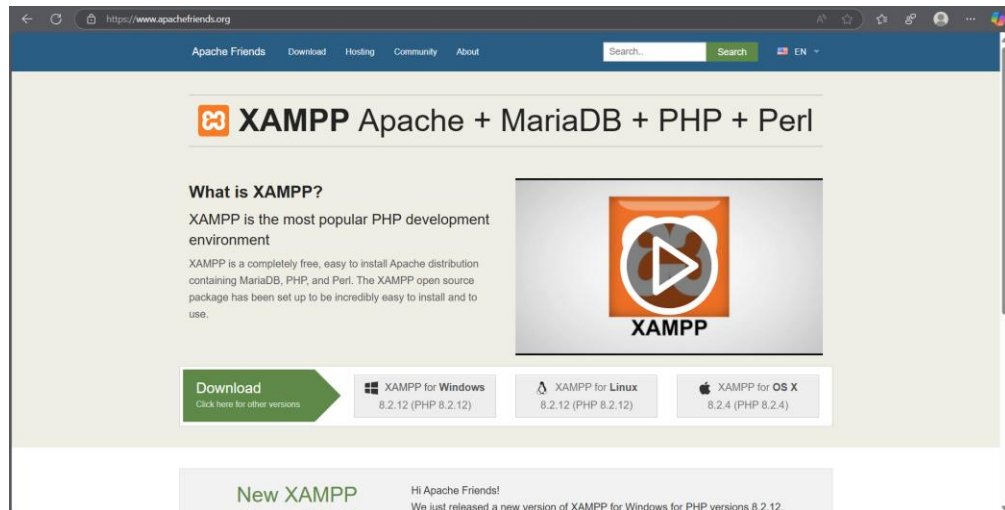 https://www.apachefriends.org
Apache Friends Download Hosting Community About Search.. Search EN
XAMPP Apache + MariaDB + PHP + Perl
What is XAMPP?
XAMPP is the most popular PHP development
environment
XAMPP is a completely free, easy to install Apache distribution
containing MariaDB, PHP, and Perl. The XAMPP open source
package has been set up to be incredibly easy to install and to
use.
XAMPP
Download
Click here for other versions
XAMPP for Windows
8.2.12 (PHP 8.2.12)
XAMPP for Linux
8.2.12 (PHP 8.2.12)
XAMPP for OS X
8.2.4 (PHP 8.2.4)
New XAMPP
Hi Apache Friends!
We just released a new version of XAMPP for Windows for PHP versions 8.2.12.